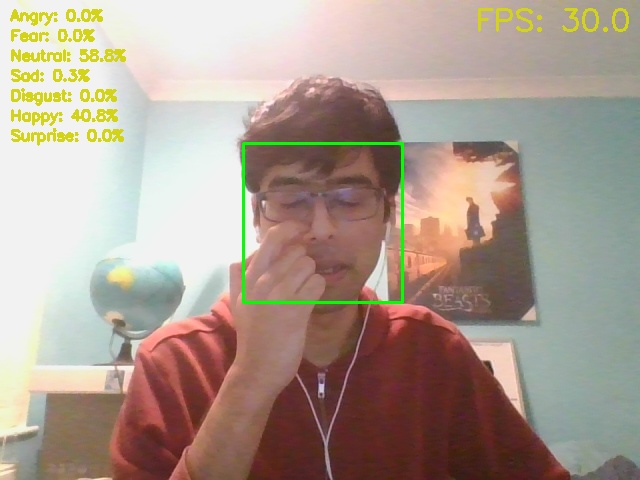 Angry: 0.0%
Fear: 0.0%
Neutral: 58.8%
Sad: 0.3%
Disgust: 0.0%
Happy: 40.8%
Surprise: 0.0%
FPS: 30.0
BEASTS